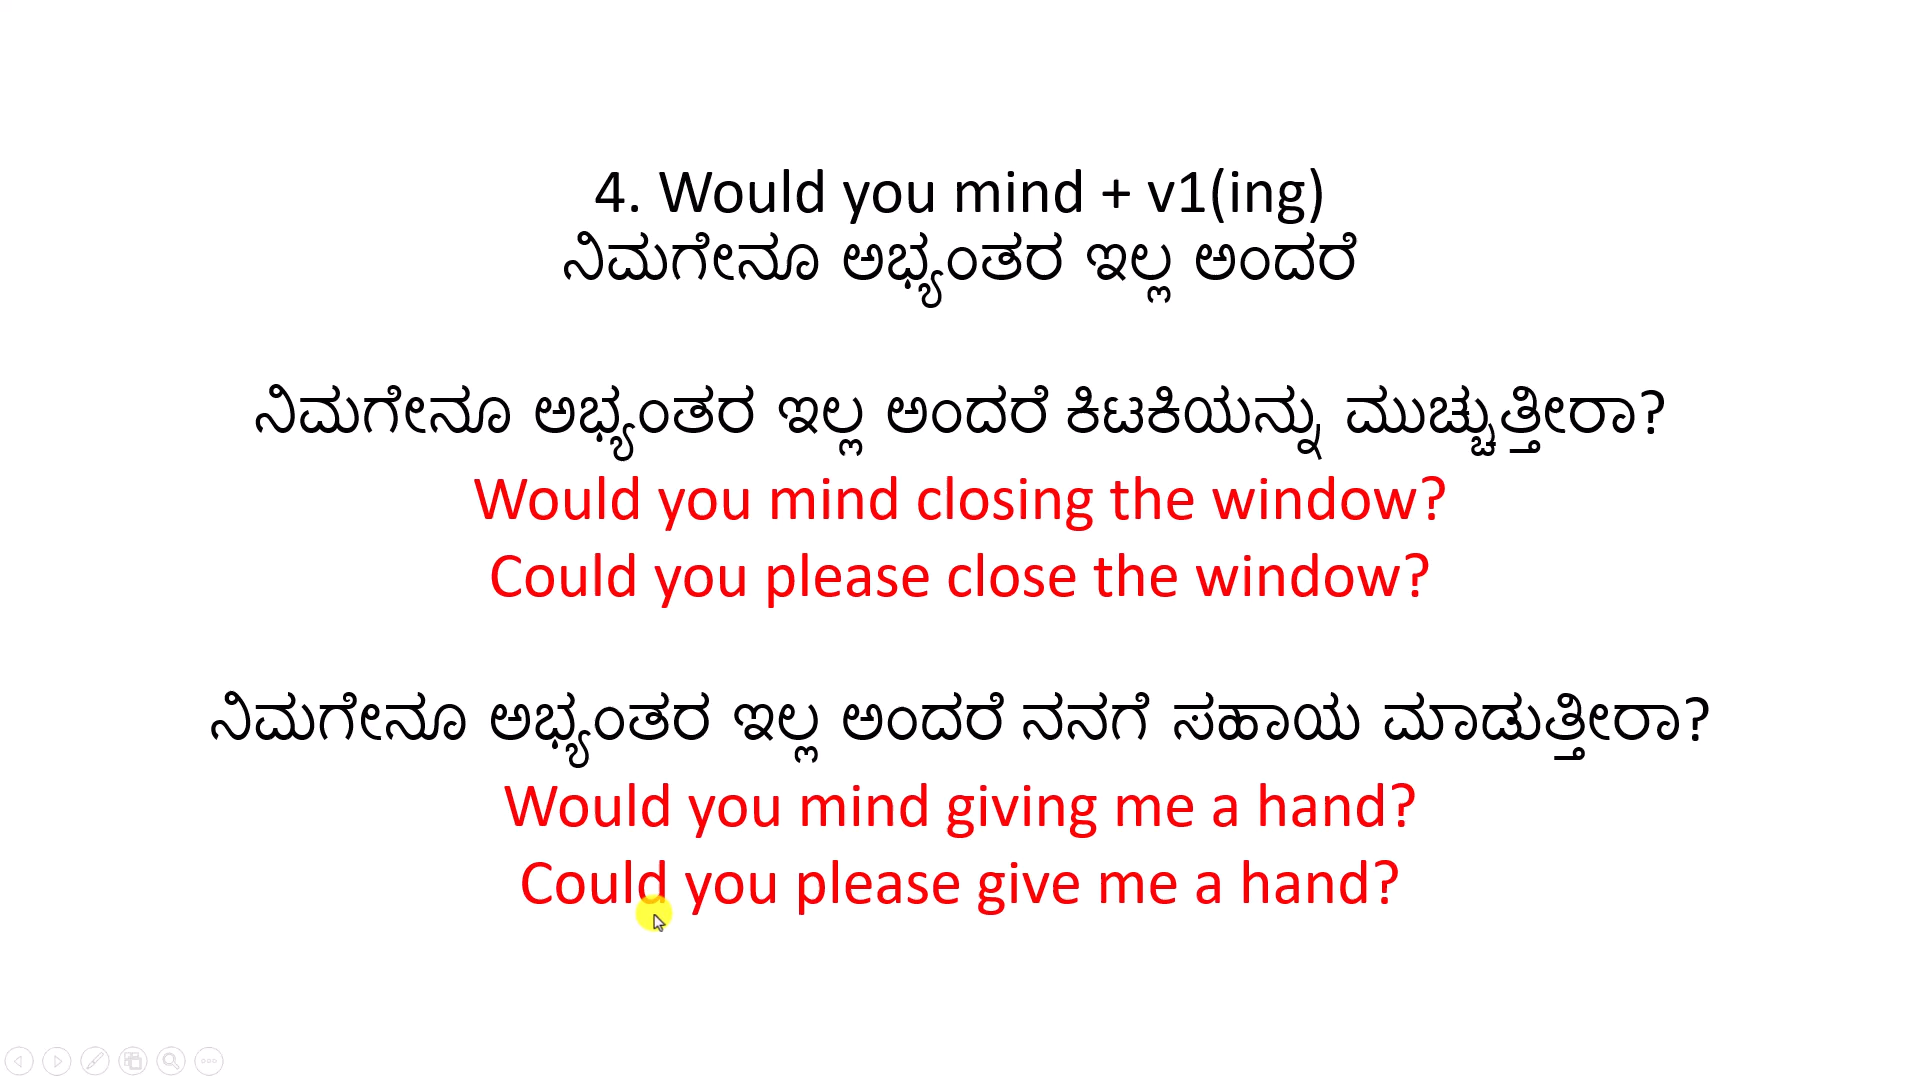 4. Would you mind + v1(ing)
ನಿಮಗೇನೂ ಅಭ್ಯಂತರ ಇಲ್ಲ ಅಂದರೆ
ನಿಮಗೇನೂ ಅಭ್ಯಂತರ ಇಲ್ಲ ಅಂದರೆ ಕಿಟಕಿಯನ್ನು ಮುಚ್ಚುತ್ತೀರಾ?
Would you mind closing the window?
Could you please close the window?
ನಿಮಗೇನೂ ಅಭ್ಯಂತರ ಇಲ್ಲ ಅಂದರೆ ನನಗೆ ಸಹಾಯ ಮಾಡುತ್ತೀರಾ?
Would you mind giving me a hand?
Could you please give me a hand?